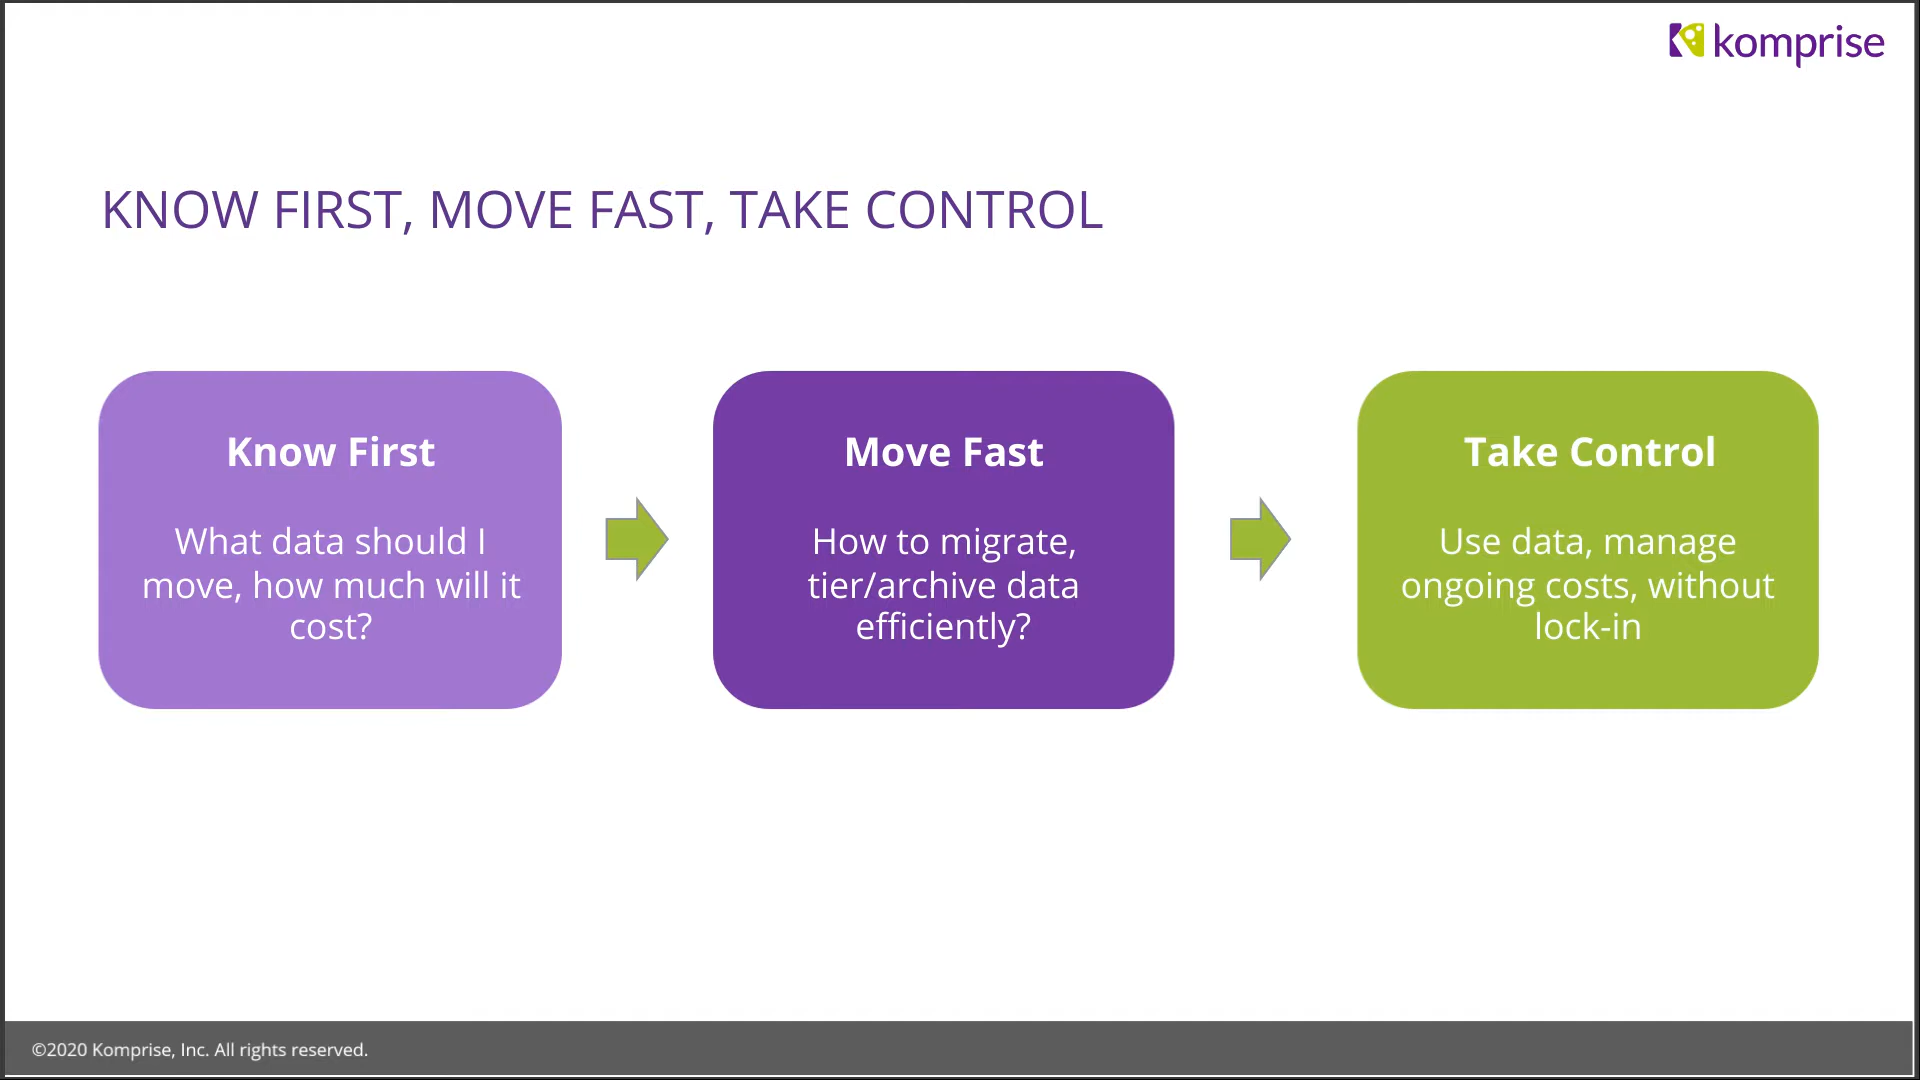 komprise
KNOW FIRST, MOVE FAST, TAKE CONTROL
Know First
What data should I
move, how much will it
cost?
Move Fast
How to migrate,
tier/archive data
efficiently?
Take Control
Use data, manage
ongoing costs, without
lock-in
©2020 Komprise, Inc. All rights reserved.